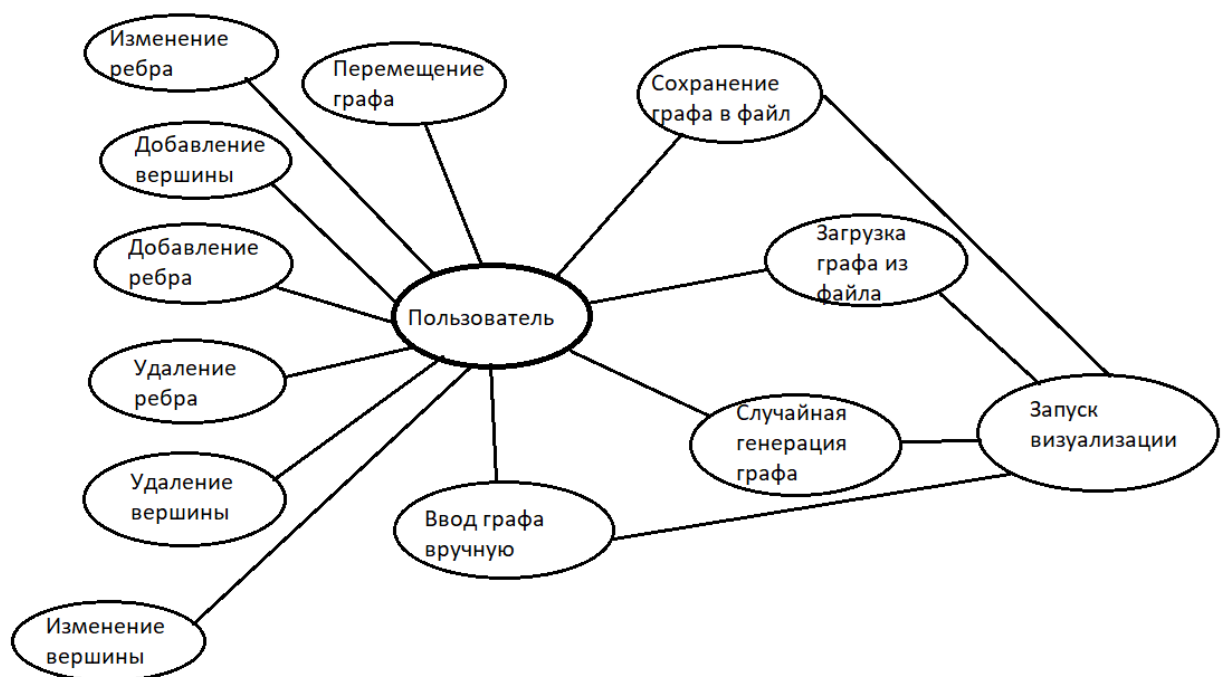 Изменение
ребра
Перемещение
графа
Сохранение
графа в файл
Добавление
вершины
Добавление
ребра
Загрузка
графа из
файла
Пользователь
Удаление
ребра
Случайная
генерация
графа
Запуск
визуализации
Удаление
вершины
Ввод графа
вручную
Изменение
вершины